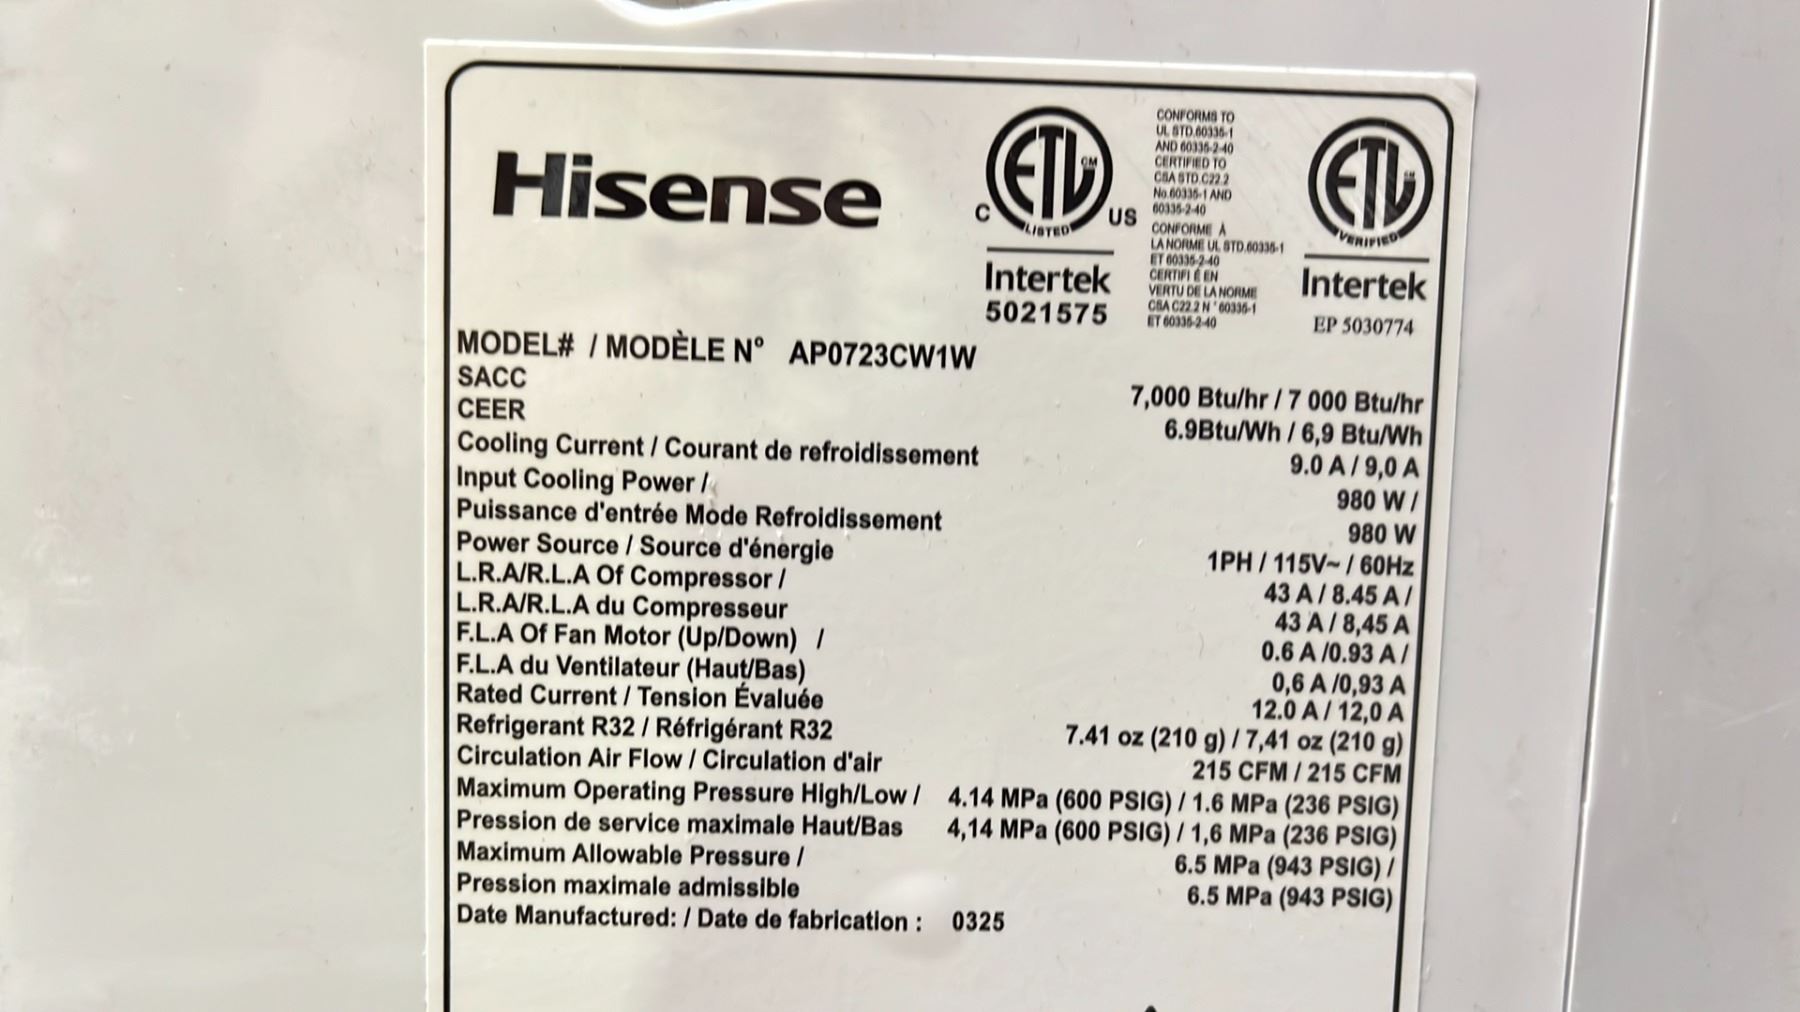 Hisense
C ETL CM US
LISTED
Intertek
5021575
CONFORMS TO
UL STD.60335-1
AND 60335-2-40
CERTIFIED TO
CSA STD.C22.2
No.60335-1 AND
60335-2-40
CONFORME À
LA NORME UL STD.60335-1
ET 60335-2-40
CERTIFI É EN
VERTU DE LA NORME
CSA C22.2 N ° 60335-1
ET 60335-2-40
ETL CM
VERIFIED
Intertek
EP 5030774
MODEL# / MODÈLE N° AP0723CW1W
SACC 7,000 Btu/hr / 7 000 Btu/hr
CEER 6.9Btu/Wh / 6,9 Btu/Wh
Cooling Current / Courant de refroidissement 9.0 A / 9,0 A
Input Cooling Power / 980 W /
Puissance d'entrée Mode Refroidissement 980 W
Power Source / Source d'énergie 1PH / 115V~ / 60Hz
L.R.A/R.L.A Of Compressor / 43 A / 8.45 A /
L.R.A/R.L.A du Compresseur 43 A / 8,45 A
F.L.A Of Fan Motor (Up/Down) / 0.6 A /0.93 A /
F.L.A du Ventilateur (Haut/Bas) 0,6 A /0,93 A
Rated Current / Tension Évaluée 12.0 A / 12,0 A
Refrigerant R32 / Réfrigérant R32 7.41 oz (210 g) / 7,41 oz (210 g)
Circulation Air Flow / Circulation d'air 215 CFM / 215 CFM
Maximum Operating Pressure High/Low / 4.14 MPa (600 PSIG) / 1.6 MPa (236 PSIG)
Pression de service maximale Haut/Bas 4,14 MPa (600 PSIG) / 1,6 MPa (236 PSIG)
Maximum Allowable Pressure / 6.5 MPa (943 PSIG) /
Pression maximale admissible 6.5 MPa (943 PSIG)
Date Manufactured: / Date de fabrication : 0325